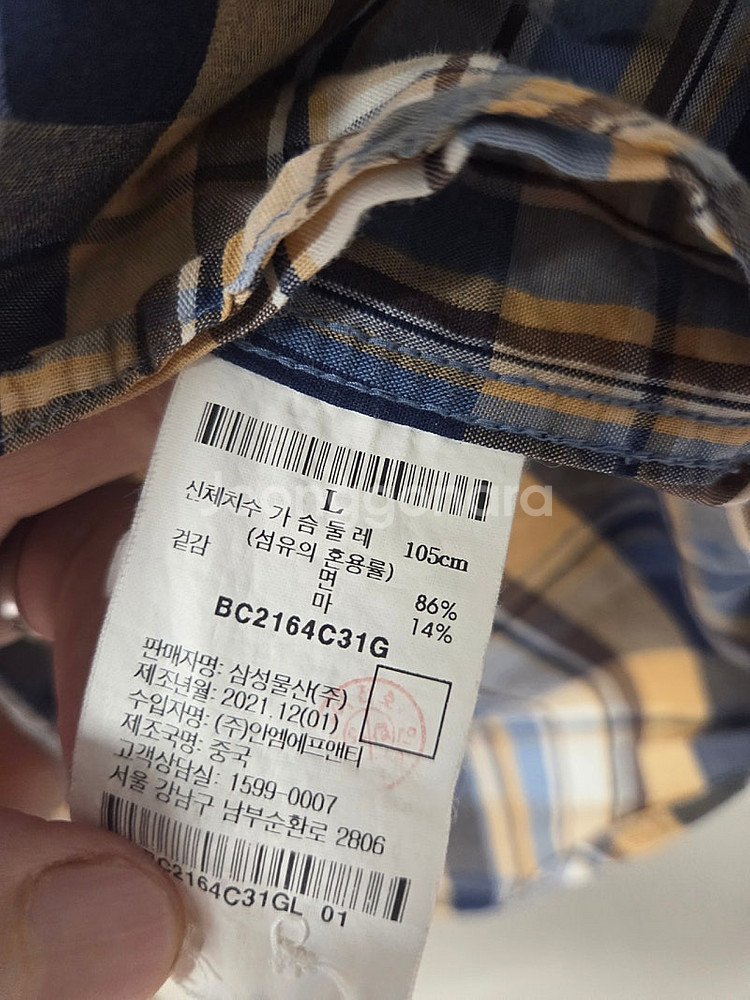 L
신체치수 가슴둘레 105cm
겉감 (섬유의 혼용률)
면 86%
마 14%
BC2164C31G
판매자명: 삼성물산(주)
제조년월: 2021.12(01)
수입자명: (주)안엠에프앤티
제조국명: 중국
고객상담실: 1599-0007
서울 강남구 남부순환로 2806
C2164C31GL 01